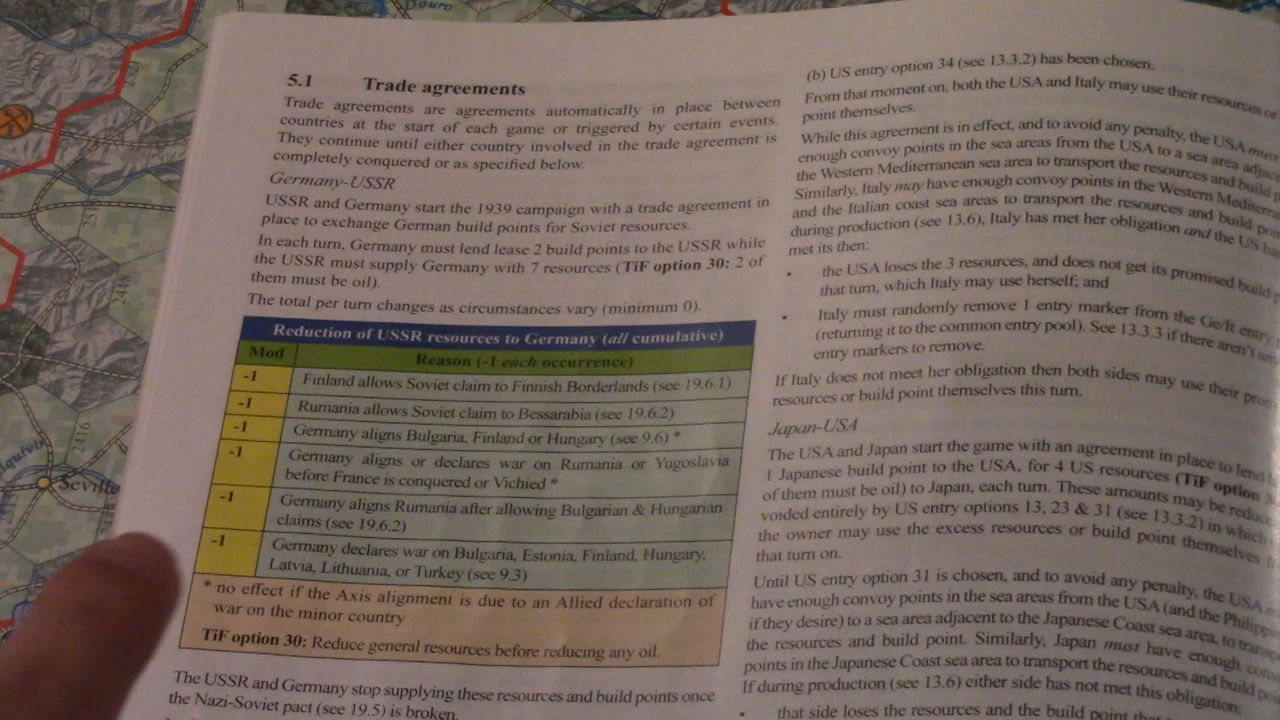 Douro
2418
2416
Seville
5.1 Trade agreements
Trade agreements are agreements automatically in place between
countries at the start of each game or triggered by certain events.
They continue until either country involved in the trade agreement is
completely conquered or as specified below.
Germany-USSR
USSR and Germany start the 1939 campaign with a trade agreement in
place to exchange German build points for Soviet resources.
In each turn, Germany must lend lease 2 build points to the USSR while
the USSR must supply Germany with 7 resources (TiF option 30: 2 of
them must be oil).
The total per turn changes as circumstances vary (minimum 0).
Reduction of USSR resources to Germany (all cumulative)
Mod Reason (-1 each occurrence)
-1 Finland allows Soviet claim to Finnish Borderlands (see 19.6.1)
-1 Rumania allows Soviet claim to Bessarabia (see 19.6.2)
-1 Germany aligns Bulgaria, Finland or Hungary (see 9.6) *
-1 Germany aligns or declares war on Rumania or Yugoslavia
before France is conquered or Vichied *
-1 Germany aligns Rumania after allowing Bulgarian & Hungarian
claims (see 19.6.2)
-1 Germany declares war on Bulgaria, Estonia, Finland, Hungary,
Latvia, Lithuania, or Turkey (see 9.3)
* no effect if the Axis alignment is due to an Allied declaration of
war on the minor country
TiF option 30: Reduce general resources before reducing any oil.
The USSR and Germany stop supplying these resources and build points once
the Nazi-Soviet pact (see 19.5) is broken.
(b) US entry option 34 (see 13.3.2) has been chosen.
From that moment on, both the USA and Italy may use their resources or
point themselves.
While this agreement is in effect, and to avoid any penalty, the USA must
enough convoy points in the sea areas from the USA to a sea area
the Western Mediterranean sea area to transport the resources and build
Similarly, Italy may have enough convoy points in the Western
and the Italian coast sea areas to transport the resources and build
during production (see 13.6), Italy has met her obligation and the US
met its then:
• the USA loses the 3 resources, and does not get its promised build
that turn, which Italy may use herself; and
• Italy must randomly remove 1 entry marker from the Ge/It entry
(returning it to the common entry pool). See 13.3.3 if there aren't
entry markers to remove.
If Italy does not meet her obligation then both sides may use their
resources or build point themselves this turn.
Japan-USA
The USA and Japan start the game with an agreement in place to lend
1 Japanese build point to the USA, for 4 US resources (TiF option
of them must be oil) to Japan, each turn. These amounts may be
voided entirely by US entry options 13, 23 & 31 (see 13.3.2) in which
the owner may use the excess resources or build point themselves
that turn on.
Until US entry option 31 is chosen, and to avoid any penalty, the USA
have enough convoy points in the sea areas from the USA (and the
if they desire) to a sea area adjacent to the Japanese Coast sea area, to
the resources and build point. Similarly, Japan must have enough
points in the Japanese Coast sea area to transport the resources and build
If during production (see 13.6) either side has not met this obligation:
• that side loses the resources and the build point